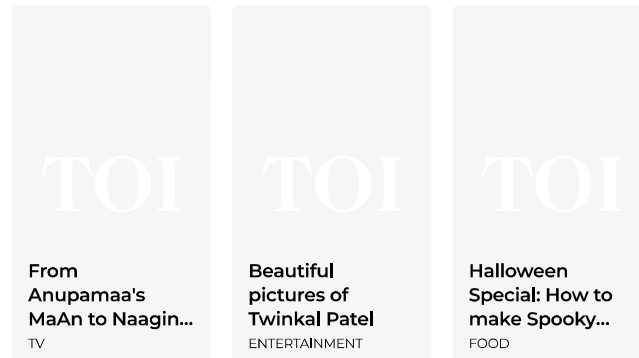 TOI
From
Anupamaa's
MaAn to Naagin...
TV
TOI
Beautiful
pictures of
Twinkal Patel
ENTERTAINMENT
TOI
Halloween
Special: How to
make Spooky...
FOOD